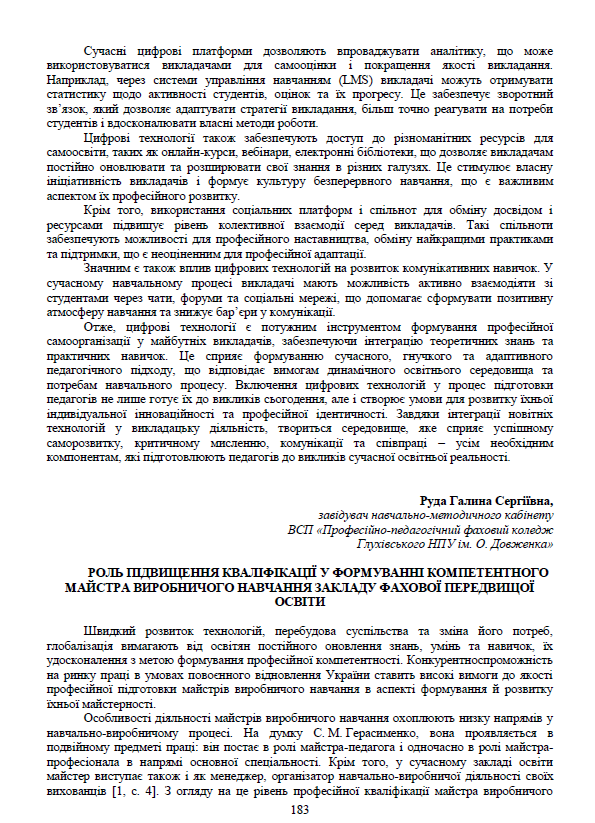 Сучасні цифрові платформи дозволяють впроваджувати аналітику, що може
використовуватися викладачами для самооцінки і покращення якості викладання.
Наприклад, через системи управління навчанням (LMS) викладачі можуть отримувати
статистику щодо активності студентів, оцінок та їх прогресу. Це забезпечує зворотний
зв’язок, який дозволяє адаптувати стратегії викладання, більш точно реагувати на потреби
студентів і вдосконалювати власні методи роботи.
Цифрові технології також забезпечують доступ до різноманітних ресурсів для
самоосвіти, таких як онлайн-курси, вебінари, електронні бібліотеки, що дозволяє викладачам
постійно оновлювати та розширювати свої знання в різних галузях. Це стимулює власну
ініціативність викладачів і формує культуру безперервного навчання, що є важливим
аспектом їх професійного розвитку.
Крім того, використання соціальних платформ і спільнот для обміну досвідом і
ресурсами підвищує рівень колективної взаємодії серед викладачів. Такі спільноти
забезпечують можливості для професійного наставництва, обміну найкращими практиками
та підтримки, що є неоціненним для професійної адаптації.
Значним є також вплив цифрових технологій на розвиток комунікативних навичок. У
сучасному навчальному процесі викладачі мають можливість активно взаємодіяти зі
студентами через чати, форуми та соціальні мережі, що допомагає сформувати позитивну
атмосферу навчання та знижує бар’єри у комунікації.
Отже, цифрові технології є потужним інструментом формування професійної
самоорганізації у майбутніх викладачів, забезпечуючи інтеграцію теоретичних знань та
практичних навичок. Це сприяє формуванню сучасного, гнучкого та адаптивного
педагогічного підходу, що відповідає вимогам динамічного освітнього середовища та
потребам навчального процесу. Включення цифрових технологій у процес підготовки
педагогів не лише готує їх до викликів сьогодення, але і створює умови для розвитку їхньої
індивідуальної інноваційності та професійної ідентичності. Завдяки інтеграції новітніх
технологій у викладацьку діяльність, твориться середовище, яке сприяє успішному
саморозвитку, критичному мисленню, комунікації та співпраці – усім необхідним
компонентам, які підготовлюють педагогів до викликів сучасної освітньої реальності.
Руда Галина Сергіївна,
завідувач навчально-методичного кабінету
ВСП «Професійно-педагогічний фаховий коледж
Глухівського НПУ ім. О. Довженка»
РОЛЬ ПІДВИЩЕННЯ КВАЛІФІКАЦІЇ У ФОРМУВАННІ КОМПЕТЕНТНОГО
МАЙСТРА ВИРОБНИЧОГО НАВЧАННЯ ЗАКЛАДУ ФАХОВОЇ ПЕРЕДВИЩОЇ
ОСВІТИ
Швидкий розвиток технологій, перебудова суспільства та зміна його потреб,
глобалізація вимагають від освітян постійного оновлення знань, умінь та навичок, їх
удосконалення з метою формування професійної компетентності. Конкурентноспроможність
на ринку праці в умовах повоєнного відновлення України ставить високі вимоги до якості
професійної підготовки майстрів виробничого навчання в аспекті формування й розвитку
їхньої майстерності.
Особливості діяльності майстрів виробничого навчання охоплюють низку напрямів у
навчально-виробничому процесі. На думку С. М. Герасименко, вона проявляється в
подвійному предметі праці: він постає в ролі майстра-педагога і одночасно в ролі майстра-
професіонала в напрямі основної спеціальності. Крім того, у сучасному закладі освіти
майстер виступає також і як менеджер, організатор навчально-виробничої діяльності своїх
вихованців [1, с. 4]. З огляду на це рівень професійної кваліфікації майстра виробничого
183